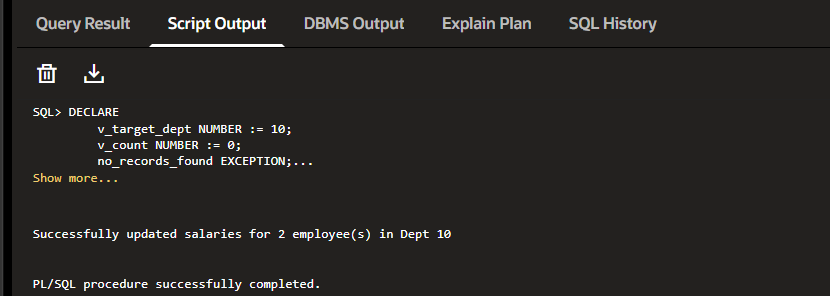 Query Result Script Output DBMS Output Explain Plan SQL History
SQL> DECLARE
v_target_dept NUMBER := 10;
v_count NUMBER := 0;
no_records_found EXCEPTION;...
Show more...
Successfully updated salaries for 2 employee(s) in Dept 10
PL/SQL procedure successfully completed.